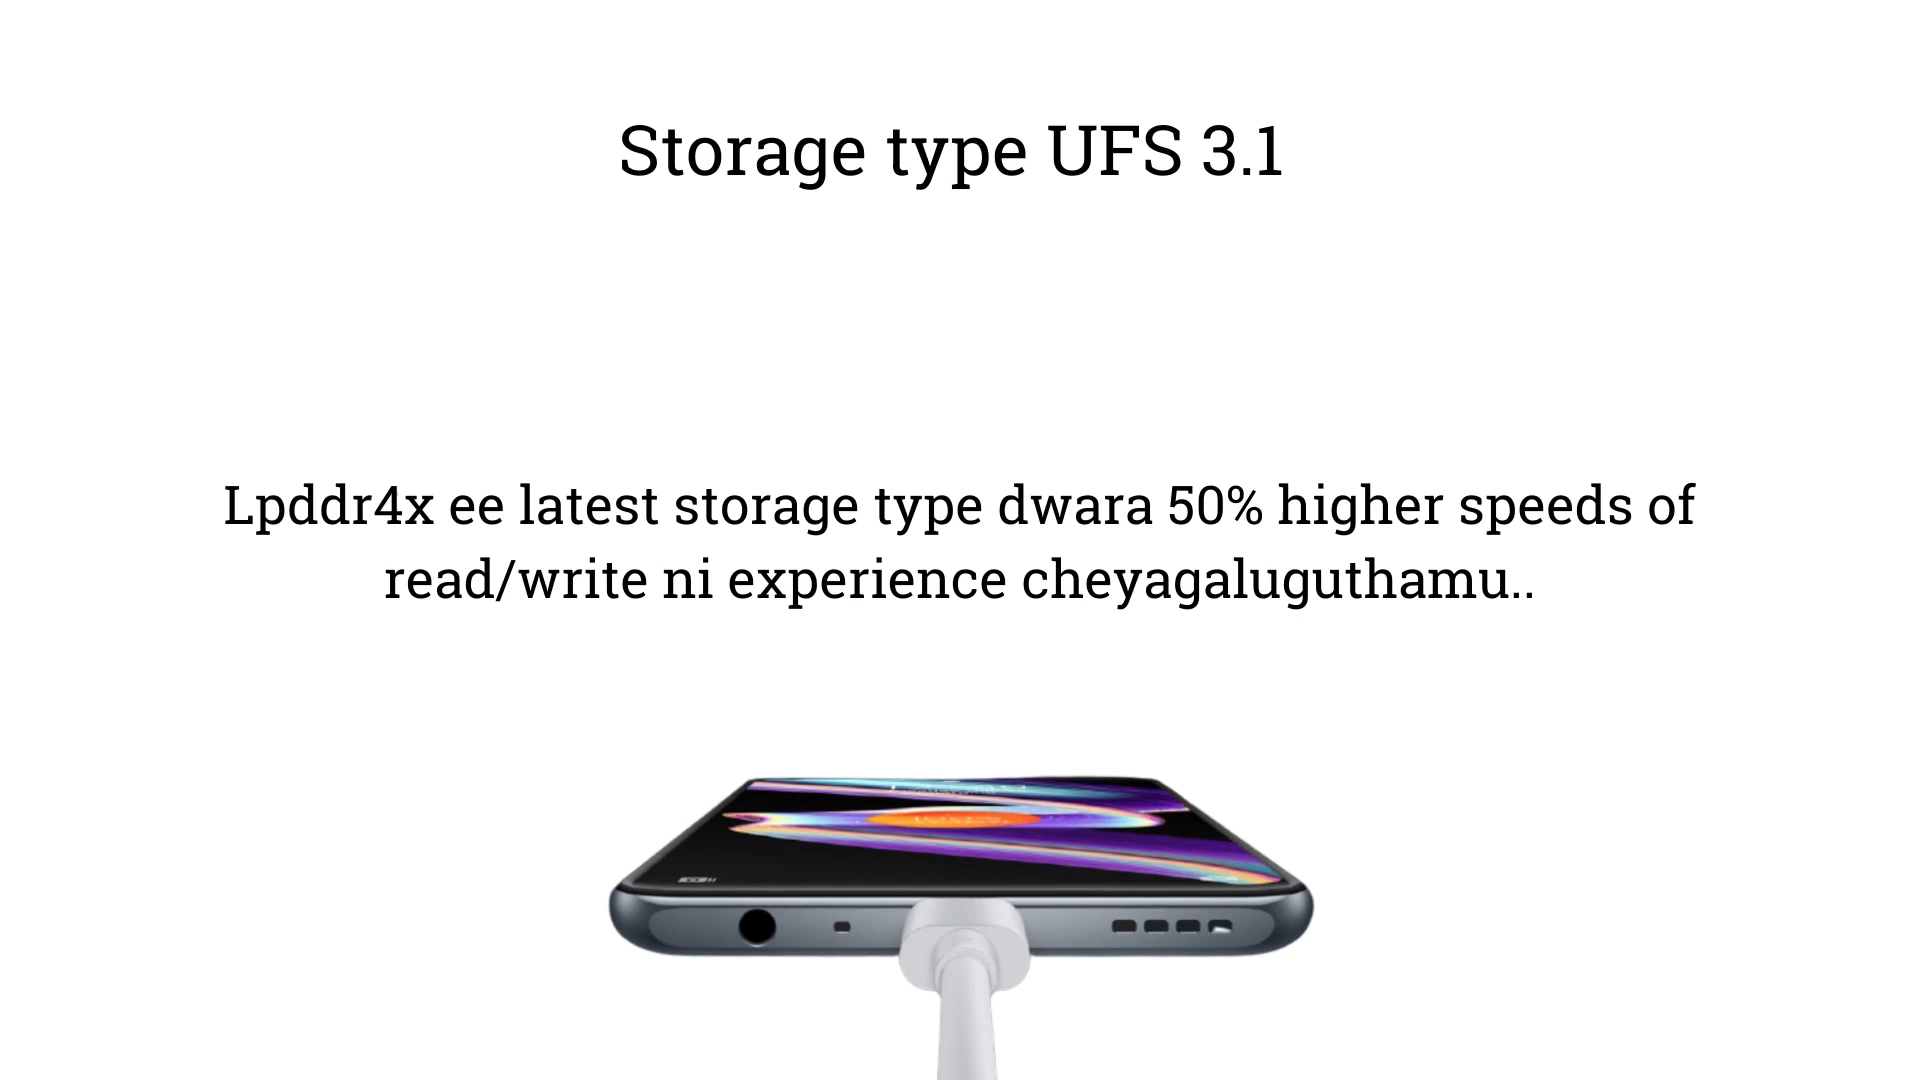 Storage type UFS 3.1
Lpddr4x ee latest storage type dwara 50% higher speeds of
read/write ni experience cheyagaluguthamu..